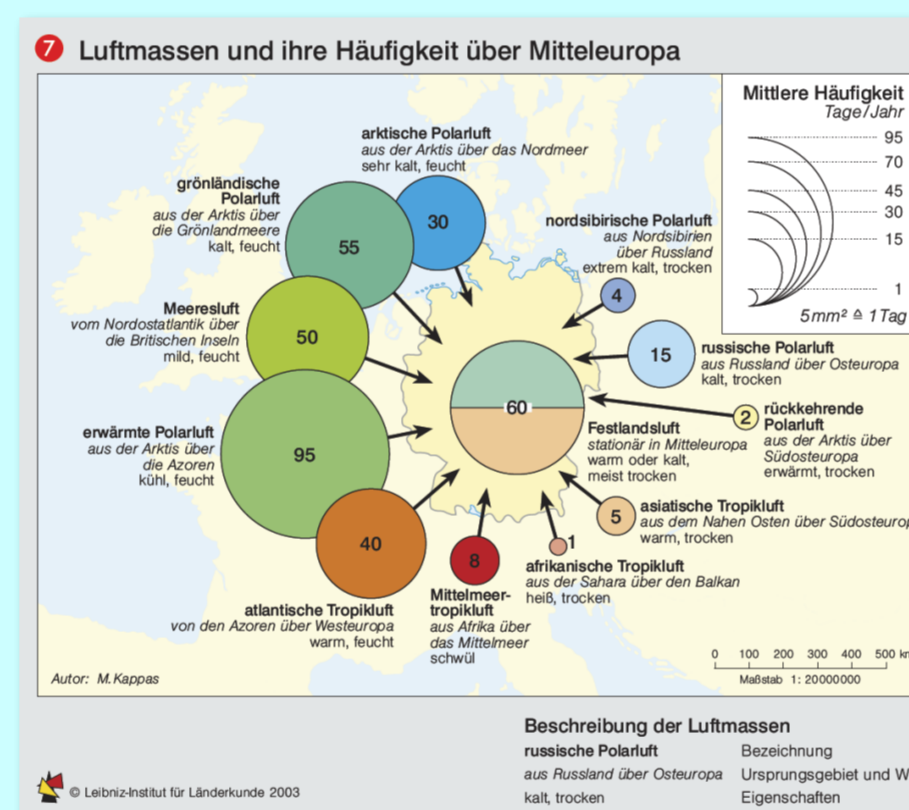 7 Luftmassen und ihre Häufigkeit über Mitteleuropa
Mittlere Häufigkeit
Tage/Jahr
95
70
45
30
15
1
5mm² ≙ 1Tag
arktische Polarluft
aus der Arktis über das Nordmeer
sehr kalt, feucht
30
grönländische
Polarluft
aus der Arktis über
die Grönlandmeere
kalt, feucht
55
nordsibirische Polarluft
aus Nordsibirien
über Russland
extrem kalt, trocken
4
Meeresluft
vom Nordostatlantik über
die Britischen Inseln
mild, feucht
50
15
russische Polarluft
aus Russland über Osteuropa
kalt, trocken
60
Festlandsluft
stationär in Mitteleuropa
warm oder kalt,
meist trocken
2
rückkehrende
Polarluft
aus der Arktis über
Südosteuropa
erwärmt, trocken
erwärmte Polarluft
aus der Arktis über
die Azoren
kühl, feucht
95
5
asiatische Tropikluft
aus dem Nahen Osten über Südosteurop
warm, trocken
40
atlantische Tropikluft
von den Azoren über Westeuropa
warm, feucht
8
Mittelmeer-
tropikluft
aus Afrika über
das Mittelmeer
schwül
1
afrikanische Tropikluft
aus der Sahara über den Balkan
heiß, trocken
0 100 200 300 400 500 km
Maßstab 1: 20000000
Autor: M.Kappas
Beschreibung der Luftmassen
russische Polarluft Bezeichnung
aus Russland über Osteuropa Ursprungsgebiet und W
kalt, trocken Eigenschaften
© Leibniz-Institut für Länderkunde 2003